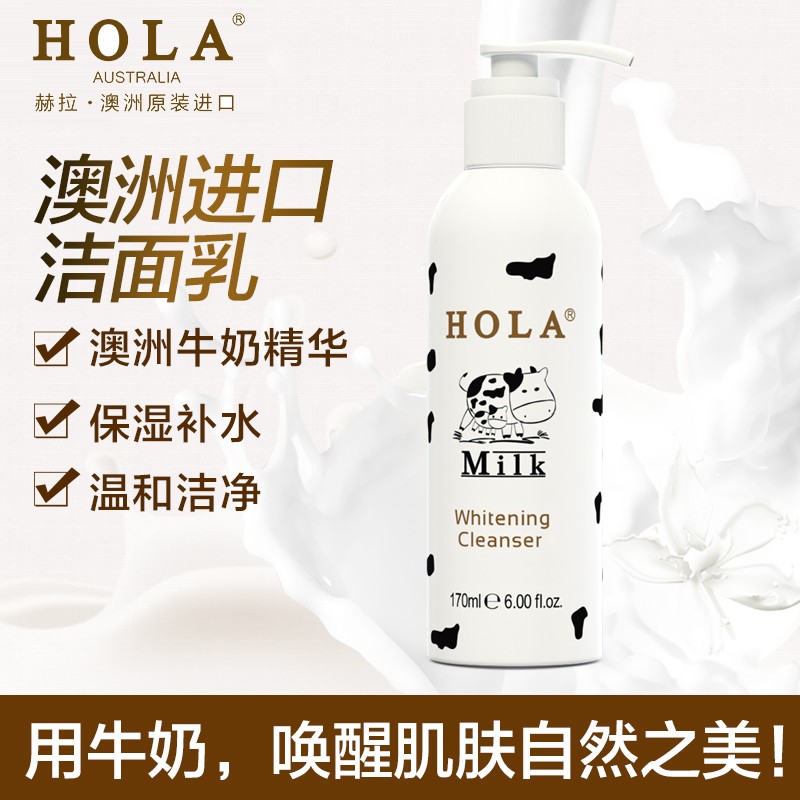 HOLA®
AUSTRALIA
赫拉·澳洲原装进口
澳洲进口
洁面乳
澳洲牛奶精华
保湿补水
温和洁净
HOLA®
Milk
Whitening
Cleanser
170ml ℮ 6.00 fl.oz.
用牛奶，唤醒肌肤自然之美！